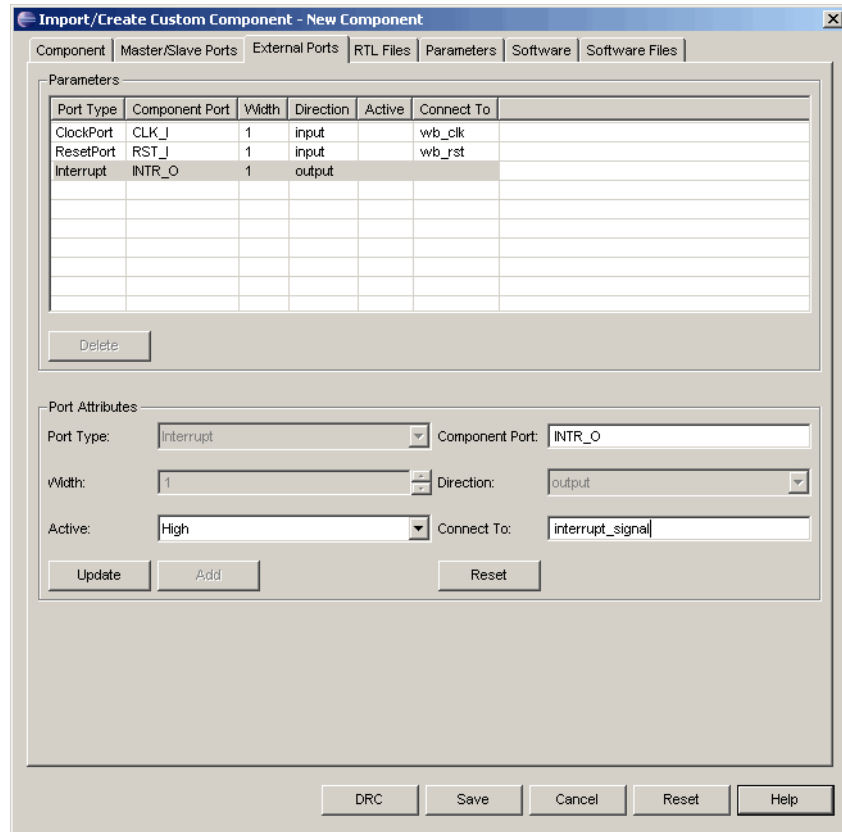 Import/Create Custom Component - New Component
Component Master/Slave Ports External Ports RTL Files Parameters Software Software Files
Parameters
Port Type Component Port Width Direction Active Connect To
ClockPort CLK_I 1 input wb_clk
ResetPort RST_I 1 input wb_rst
Interrupt INTR_O 1 output
Delete
Port Attributes
Port Type: Interrupt Component Port: INTR_O
Width: 1 Direction: output
Active: High Connect To: interrupt_signal
Update Add Reset
DRC Save Cancel Reset Help